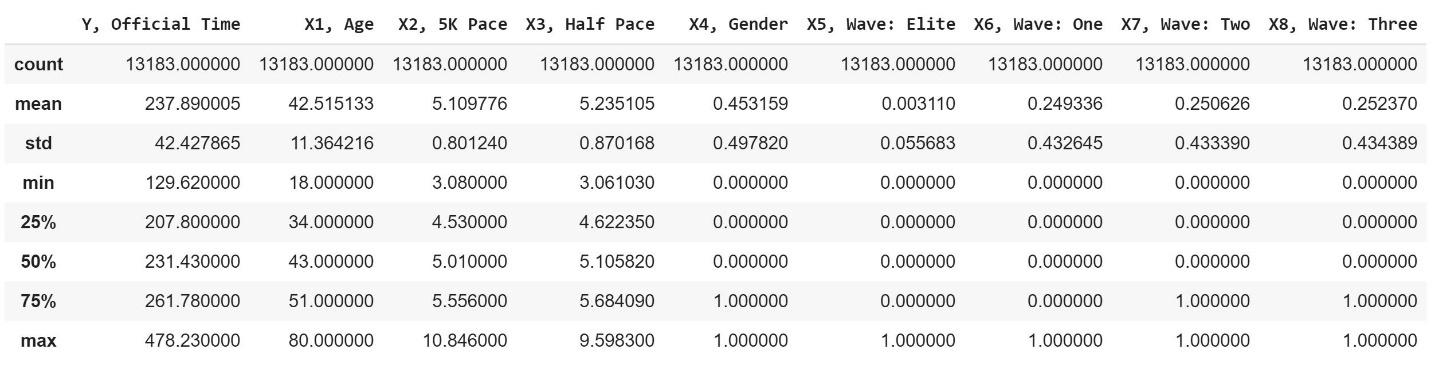 Y, Official Time X1, Age X2, 5K Pace X3, Half Pace X4, Gender X5, Wave: Elite X6, Wave: One X7, Wave: Two X8, Wave: Three
count 13183.000000 13183.000000 13183.000000 13183.000000 13183.000000 13183.000000 13183.000000 13183.000000 13183.000000
mean 237.890005 42.515133 5.109776 5.235105 0.453159 0.003110 0.249336 0.250626 0.252370
std 42.427865 11.364216 0.801240 0.870168 0.497820 0.055683 0.432645 0.433390 0.434389
min 129.620000 18.000000 3.080000 3.061030 0.000000 0.000000 0.000000 0.000000 0.000000
25% 207.800000 34.000000 4.530000 4.622350 0.000000 0.000000 0.000000 0.000000 0.000000
50% 231.430000 43.000000 5.010000 5.105820 0.000000 0.000000 0.000000 0.000000 0.000000
75% 261.780000 51.000000 5.556000 5.684090 1.000000 0.000000 0.000000 1.000000 1.000000
max 478.230000 80.000000 10.846000 9.598300 1.000000 1.000000 1.000000 1.000000 1.000000